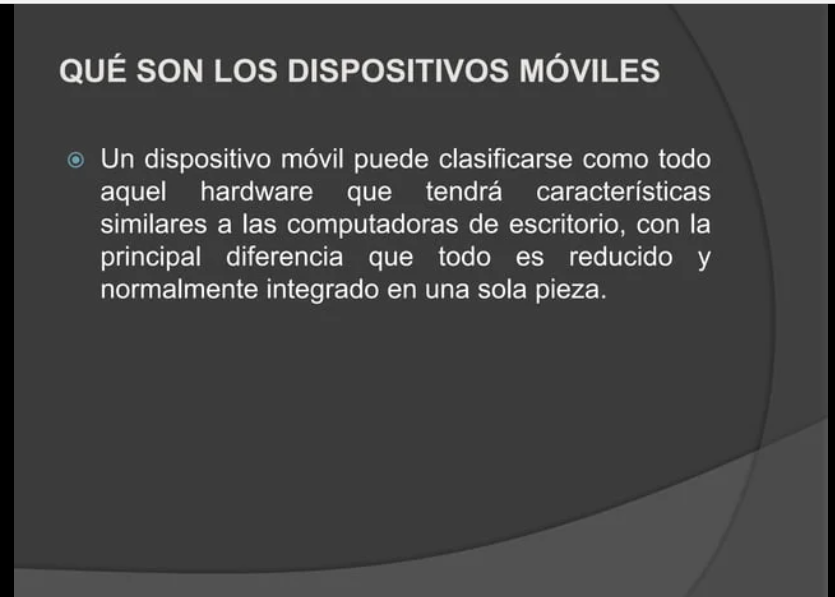 QUÉ SON LOS DISPOSITIVOS MÓVILES
Un dispositivo móvil puede clasificarse como todo
aquel hardware que tendrá características
similares a las computadoras de escritorio, con la
principal diferencia que todo es reducido y
normalmente integrado en una sola pieza.